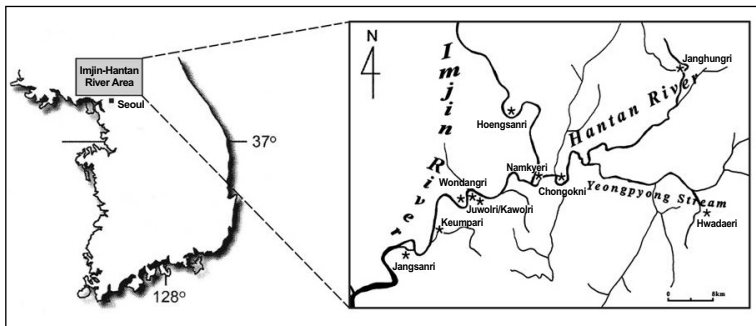 Imjin-Hantan
River Area
Seoul
37°
128°
N
Imjin River
Hantan River
Janghungri
Hoengsanri
Namkyeri
Chongokni
Wondangri
Juwolri/Kawolri
Yeongpyong Stream
Keumpari
Hwadaeri
Jangsanri
0
8km